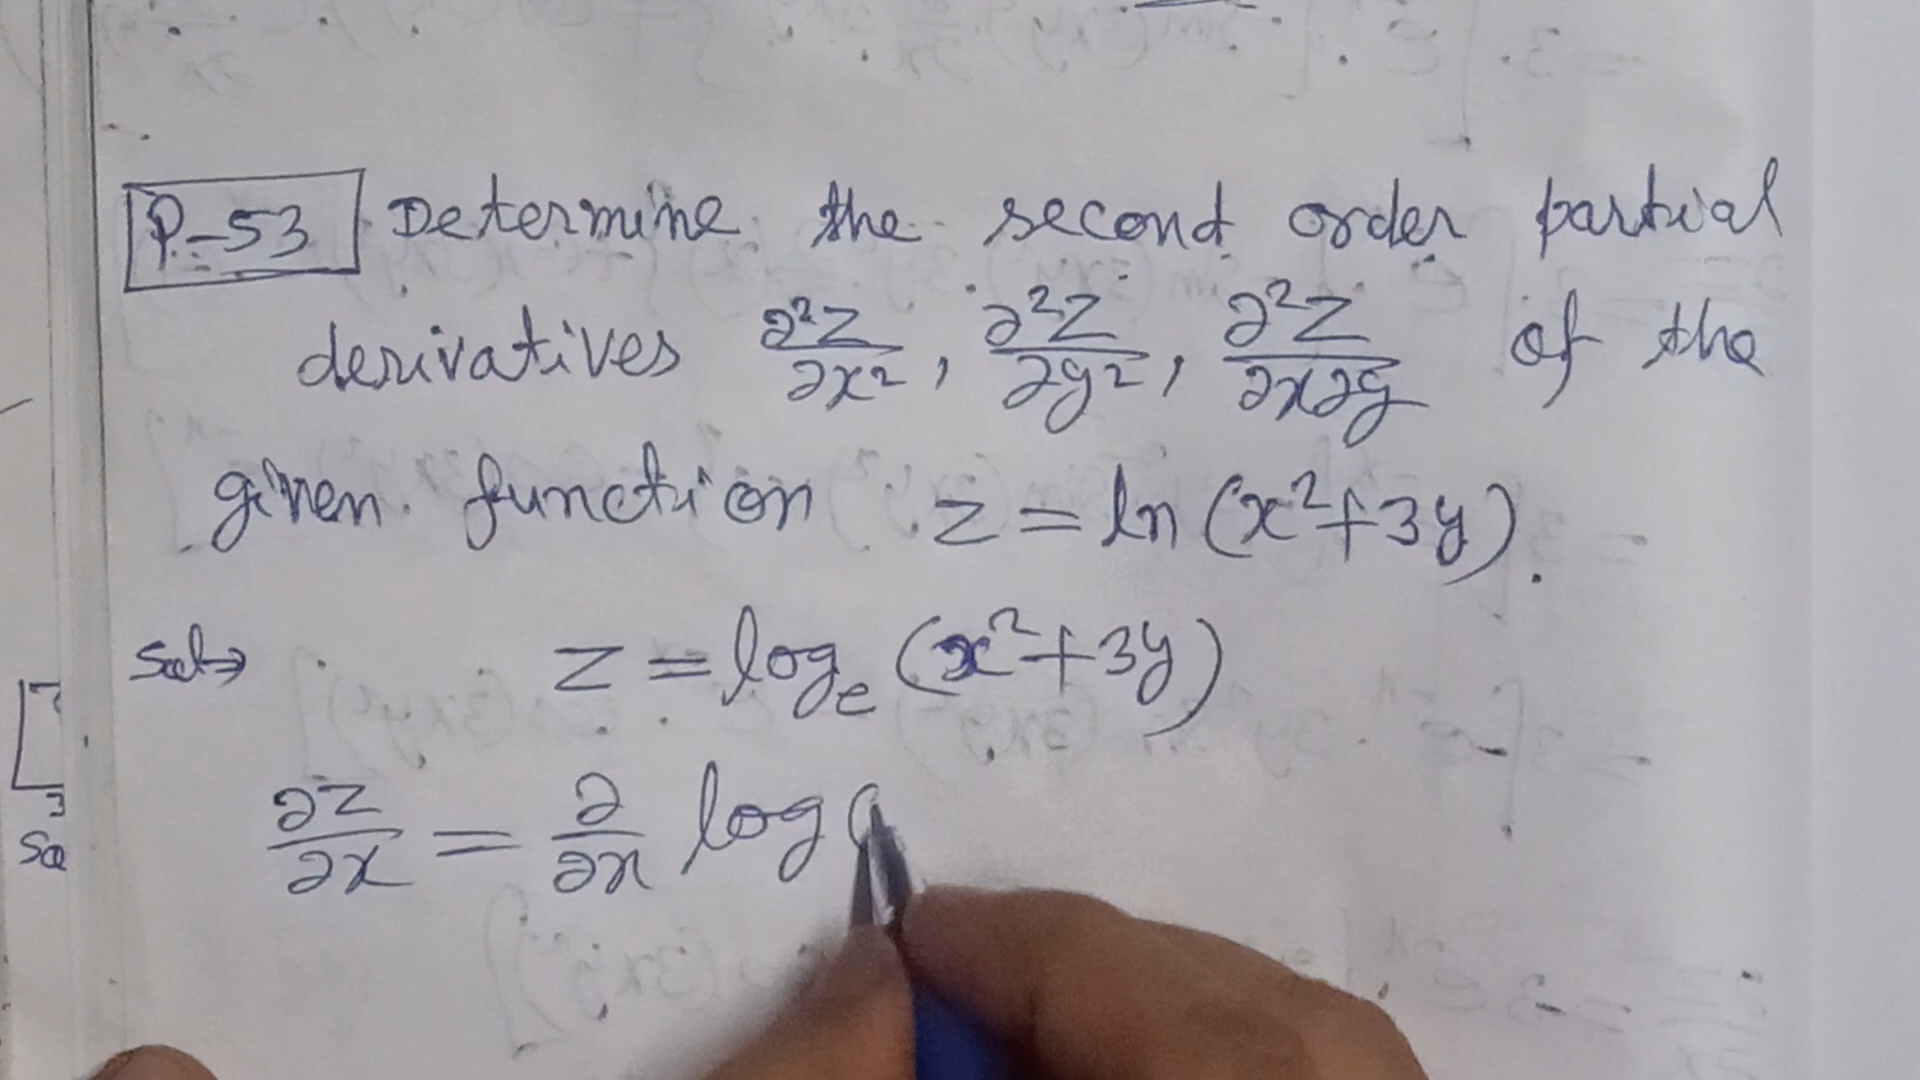 P-53 Determine the second order partial
derivatives ∂²z/∂x², ∂²z/∂y², ∂²z/∂x∂y of the
given function z = ln (x²+3y).
Sol→ z = logₑ (x²+3y)
∂z/∂x = ∂/∂x log (
So